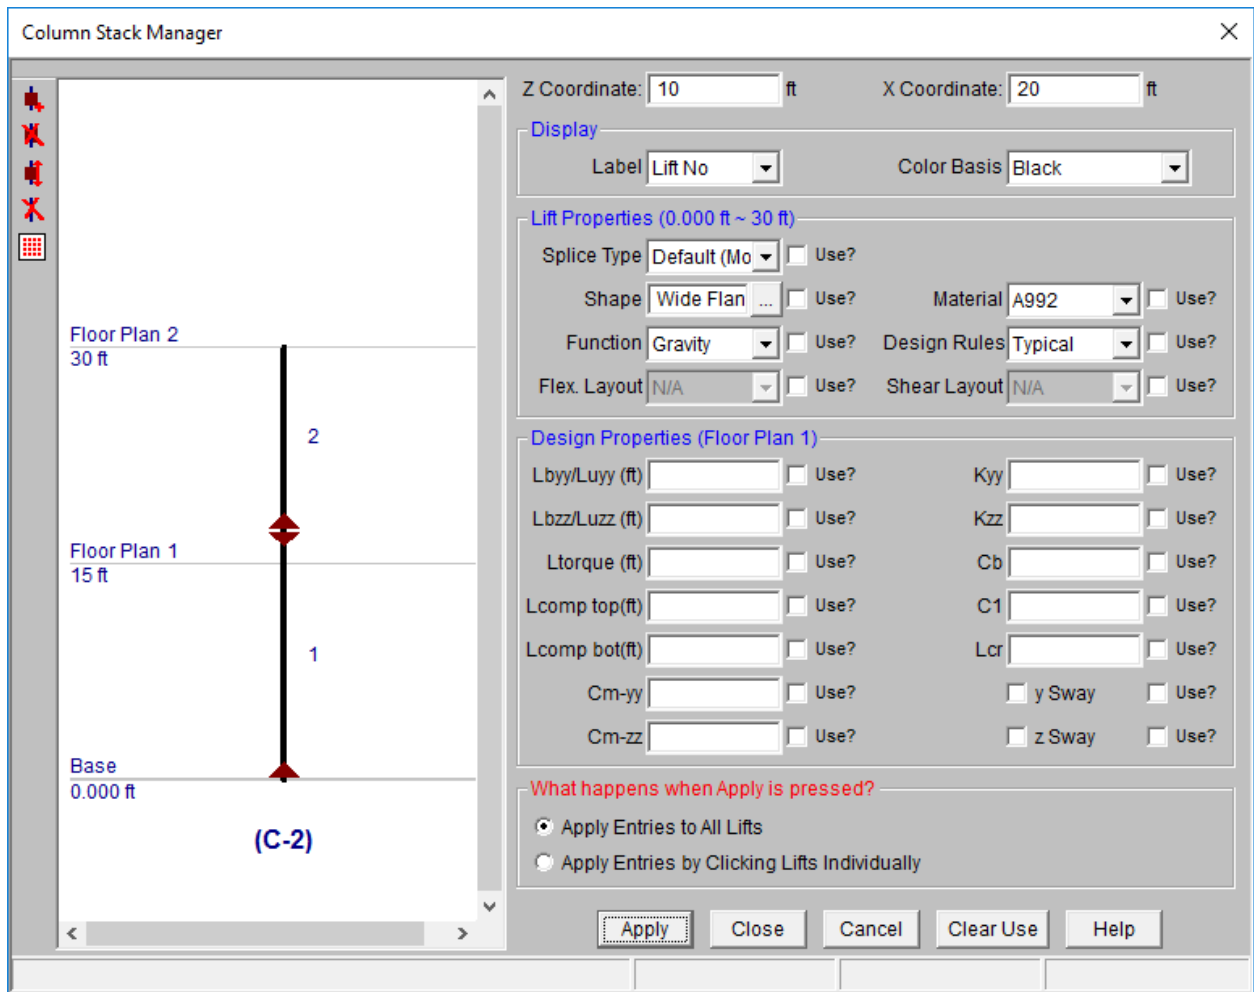 Column Stack Manager
Z Coordinate: 10 ft X Coordinate: 20 ft
Display
Label Lift No Color Basis Black
Lift Properties (0.000 ft ~ 30 ft)
Splice Type Default (Mo Use?
Shape Wide Flan ... Use? Material A992 Use?
Function Gravity Use? Design Rules Typical Use?
Flex. Layout N/A Use? Shear Layout N/A Use?
Design Properties (Floor Plan 1)
Lbyy/Luyy (ft) Use? Kyy Use?
Lbzz/Luzz (ft) Use? Kzz Use?
Ltorque (ft) Use? Cb Use?
Lcomp top(ft) Use? C1 Use?
Lcomp bot(ft) Use? Lcr Use?
Cm-yy Use? y Sway Use?
Cm-zz Use? z Sway Use?
What happens when Apply is pressed?
Apply Entries to All Lifts
Apply Entries by Clicking Lifts Individually
Apply Close Cancel Clear Use Help
Floor Plan 2
30 ft
2
Floor Plan 1
15 ft
1
Base
0.000 ft
(C-2)